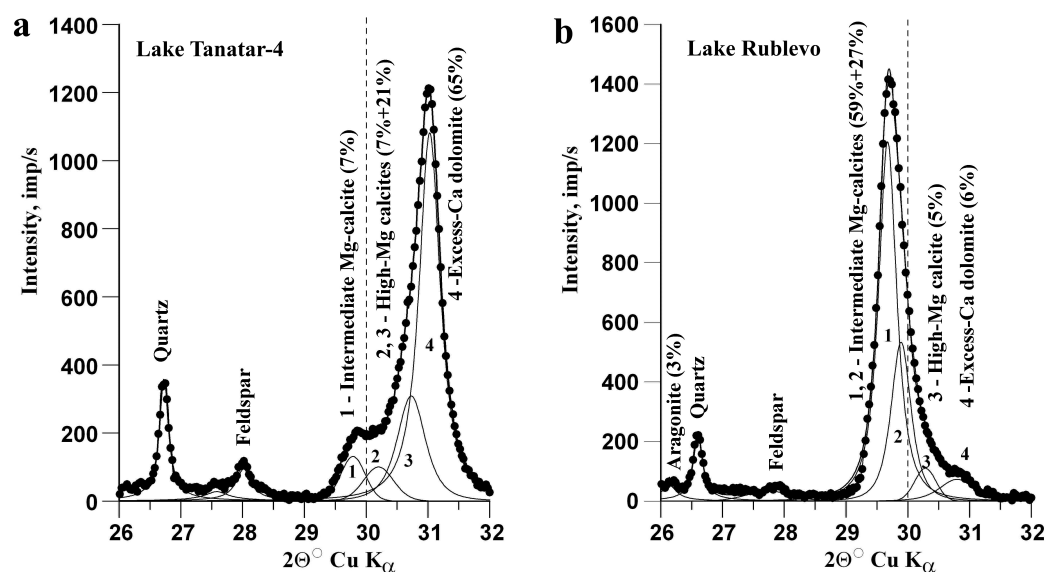 a
Lake Tanatar-4
Intensity, imp/s
1400
1200
1000
800
600
400
200
0
Quartz
Feldspar
1 - Intermediate Mg-calcite (7%)
2, 3 - High-Mg calcites (7%+21%)
4 -Excess-Ca dolomite (65%)
1
2
3
4
26 27 28 29 30 31 32
2Θ○ Cu Kα
b
Lake Rublevo
Intensity, imp/s
1600
1400
1200
1000
800
600
400
200
0
Aragonite (3%)
Quartz
Feldspar
1, 2 - Intermediate Mg-calcites (59%+27%)
3 - High-Mg calcite (5%)
4 -Excess-Ca dolomite (6%)
1
2
3
4
26 27 28 29 30 31 32
2Θ○ Cu Kα